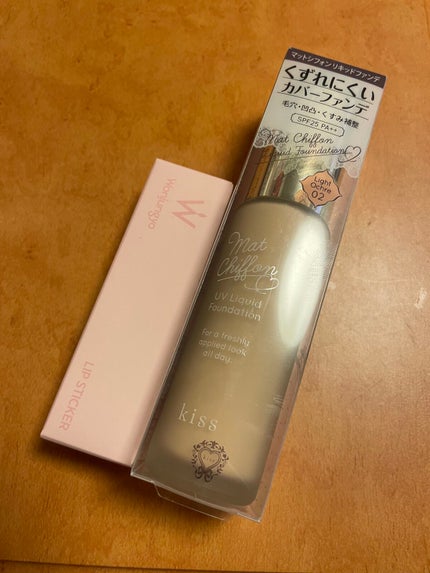 マットシフォンリキッドファンデ
くずれにくい
カバーファンデ
毛穴・凹凸・くすみ補整
SPF25 PA++
Mat Chiffon
Liquid Foundation
Light
Ochre
02
Mat
Chiffon
UV Liquid
Foundation
For a freshly
applied look
all day.
kiss
W
Wonjungyo
LIP STICKER